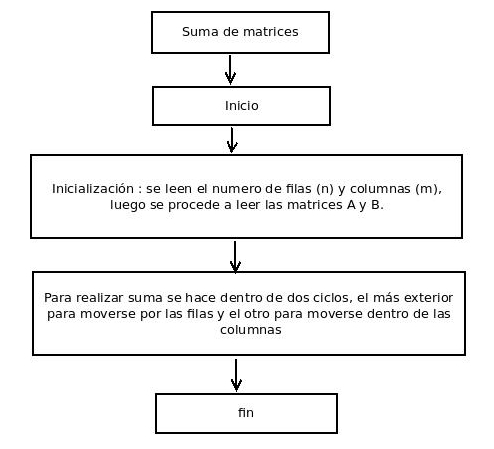 Suma de matrices
Inicio
Inicialización : se leen el numero de filas (n) y columnas (m),
luego se procede a leer las matrices A y B.
Para realizar suma se hace dentro de dos ciclos, el más exterior
para moverse por las filas y el otro para moverse dentro de las
columnas
fin